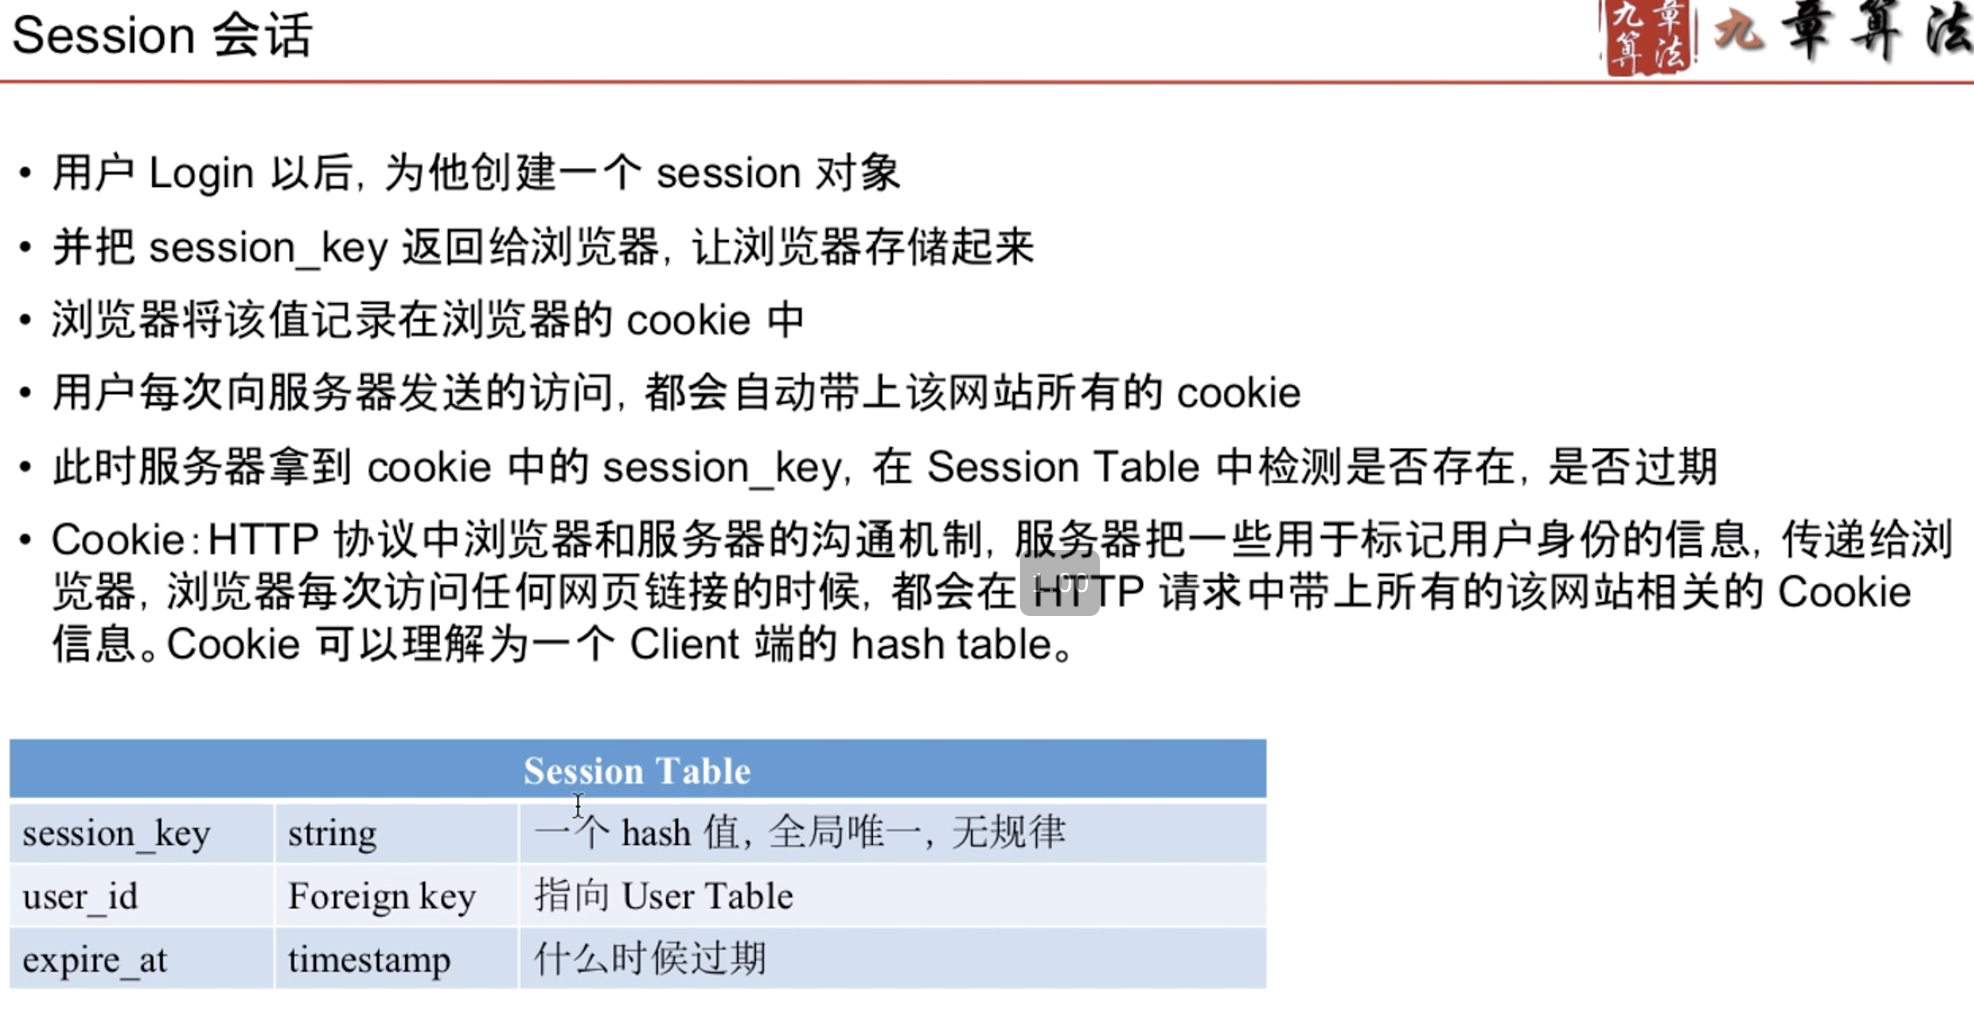 Session 会话
九章算法
九章算法
• 用户 Login 以后, 为他创建一个 session 对象
• 并把 session_key 返回给浏览器, 让浏览器存储起来
• 浏览器将该值记录在浏览器的 cookie 中
• 用户每次向服务器发送的访问, 都会自动带上该网站所有的 cookie
• 此时服务器拿到 cookie 中的 session_key, 在 Session Table 中检测是否存在, 是否过期
• Cookie: HTTP 协议中浏览器和服务器的沟通机制, 服务器把一些用于标记用户身份的信息, 传递给浏
览器, 浏览器每次访问任何网页链接的时候, 都会在 HTTP 请求中带上所有的该网站相关的 Cookie
信息。Cookie 可以理解为一个 Client 端的 hash table。
1.00
Session Table
session_key string 一个 hash 值, 全局唯一, 无规律
user_id Foreign key 指向 User Table
expire_at timestamp 什么时候过期